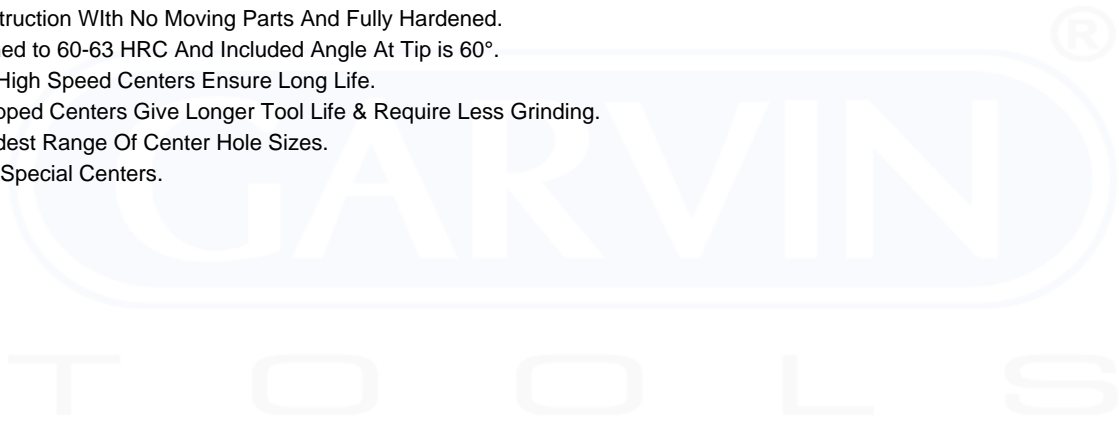 truction WIth No Moving Parts And Fully Hardened.
ed to 60-63 HRC And Included Angle At Tip is 60°.
High Speed Centers Ensure Long Life.
pped Centers Give Longer Tool Life & Require Less Grinding.
dest Range Of Center Hole Sizes.
Special Centers.
GARVIN ®
TOOLS